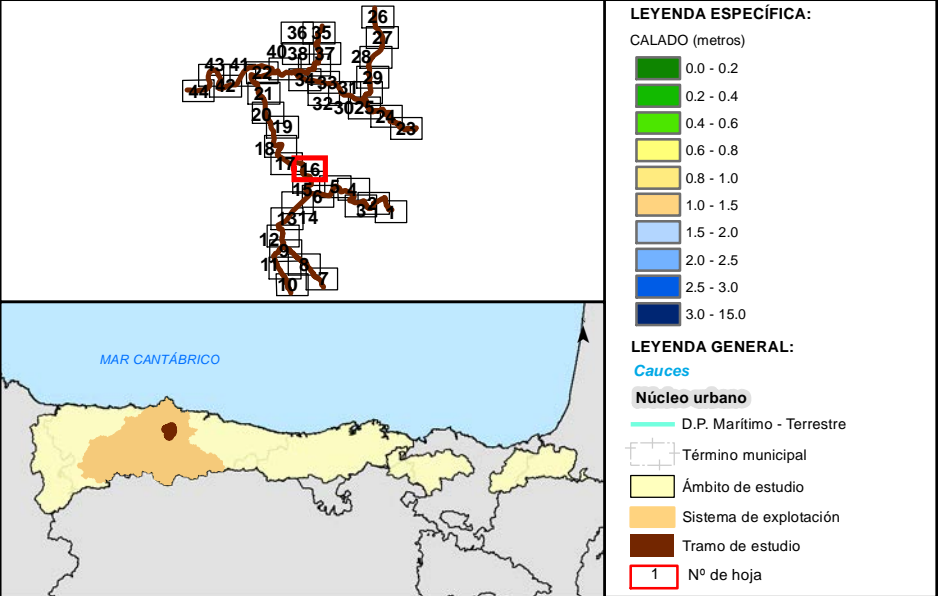 26
36 35
27
40 38 37 28
43 41 22 34 33 29
44 42 21 31
32 30 25
20 24
19 23
18
17 16
15 5 4
6 3 2 1
13 14
12
9
11 8
10 7
MAR CANTÁBRICO
LEYENDA ESPECÍFICA:
CALADO (metros)
0.0 - 0.2
0.2 - 0.4
0.4 - 0.6
0.6 - 0.8
0.8 - 1.0
1.0 - 1.5
1.5 - 2.0
2.0 - 2.5
2.5 - 3.0
3.0 - 15.0
LEYENDA GENERAL:
Cauces
Núcleo urbano
D.P. Marítimo - Terrestre
Término municipal
Ámbito de estudio
Sistema de explotación
Tramo de estudio
1 Nº de hoja